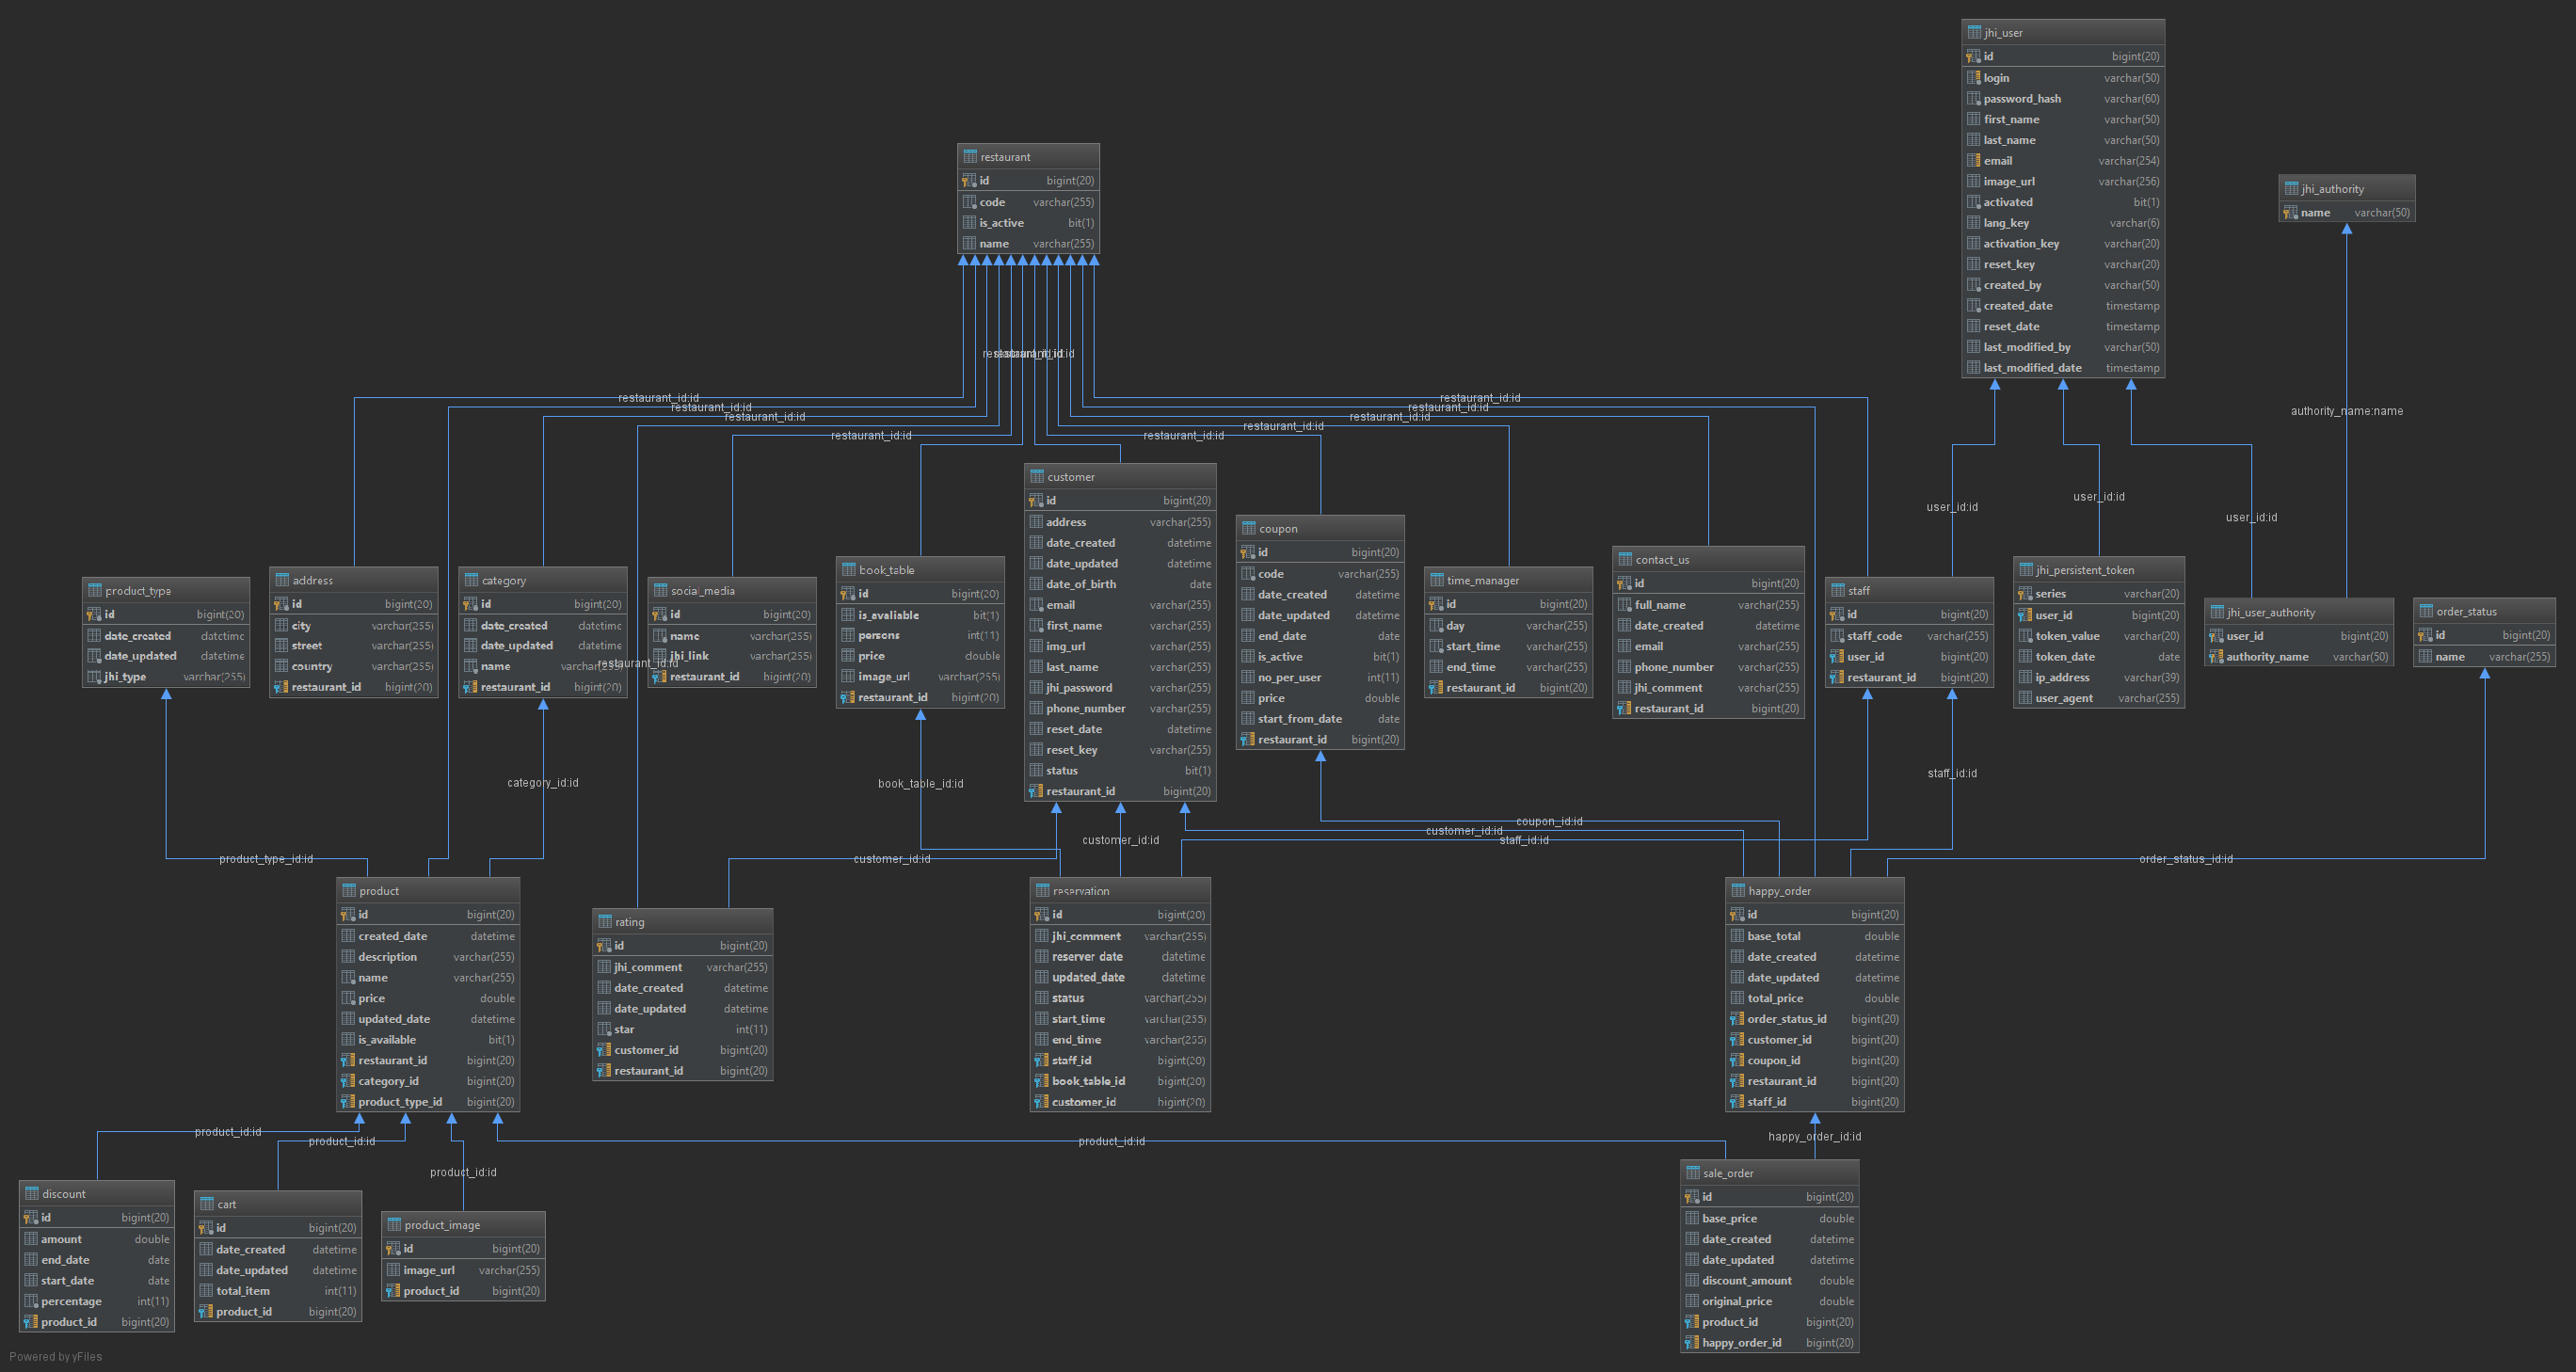 jhi_user
id bigint(20)
login varchar(50)
password_hash varchar(60)
first_name varchar(50)
last_name varchar(50)
email varchar(254)
image_url varchar(256)
activated bit(1)
lang_key varchar(6)
activation_key varchar(20)
reset_key varchar(20)
created_by varchar(50)
created_date timestamp
reset_date timestamp
last_modified_by varchar(50)
last_modified_date timestamp
restaurant
id bigint(20)
code varchar(255)
is_active bit(1)
name varchar(255)
jhi_authority
name varchar(50)
restaurant_id:id
restaurant_id:id
restaurant_id:id
restaurant_id:id
restaurant_id:id
restaurant_id:id
restaurant_id:id
restaurant_id:id
restaurant_id:id
restaurant_id:id
authority_name:name
user_id:id
user_id:id
user_id:id
customer
id bigint(20)
address varchar(255)
date_created datetime
date_updated datetime
date_of_birth date
email varchar(255)
first_name varchar(255)
img_url varchar(255)
last_name varchar(255)
jhi_password varchar(255)
phone_number varchar(255)
reset_date datetime
reset_key varchar(255)
status bit(1)
restaurant_id bigint(20)
coupon
id bigint(20)
code varchar(255)
date_created datetime
date_updated datetime
end_date date
is_active bit(1)
no_per_user int(11)
price double
start_from_date date
restaurant_id bigint(20)
product_type
id bigint(20)
date_created datetime
date_updated datetime
jhi_type varchar(255)
address
id bigint(20)
city varchar(255)
street varchar(255)
country varchar(255)
restaurant_id bigint(20)
category
id bigint(20)
date_created datetime
date_updated datetime
name varchar(255)
restaurant_id bigint(20)
restaurant_id:id
social_media
id bigint(20)
name varchar(255)
jhi_link varchar(255)
restaurant_id bigint(20)
book_table
id bigint(20)
is_avaliable bit(1)
persons int(11)
price double
image_url varchar(255)
restaurant_id bigint(20)
time_manager
id bigint(20)
day varchar(255)
start_time varchar(255)
end_time varchar(255)
restaurant_id bigint(20)
contact_us
id bigint(20)
full_name varchar(255)
date_created datetime
email varchar(255)
phone_number varchar(255)
jhi_comment varchar(255)
restaurant_id bigint(20)
staff
id bigint(20)
staff_code varchar(255)
user_id bigint(20)
restaurant_id bigint(20)
jhi_persistent_token
series varchar(20)
user_id bigint(20)
token_value varchar(20)
token_date date
ip_address varchar(39)
user_agent varchar(255)
jhi_user_authority
user_id bigint(20)
authority_name varchar(50)
order_status
id bigint(20)
name varchar(255)
category_id:id
book_table_id:id
staff_id:id
coupon_id:id
customer_id:id
customer_id:id
staff_id:id
product_type_id:id
customer_id:id
order_status_id:id
product
id bigint(20)
created_date datetime
description varchar(255)
name varchar(255)
price double
updated_date datetime
is_available bit(1)
restaurant_id bigint(20)
category_id bigint(20)
product_type_id bigint(20)
rating
id bigint(20)
jhi_comment varchar(255)
date_created datetime
date_updated datetime
star int(11)
customer_id bigint(20)
restaurant_id bigint(20)
reservation
id bigint(20)
jhi_comment varchar(255)
reserver_date datetime
updated_date datetime
status varchar(255)
start_time varchar(255)
end_time varchar(255)
staff_id bigint(20)
book_table_id bigint(20)
customer_id bigint(20)
happy_order
id bigint(20)
base_total double
date_created datetime
date_updated datetime
total_price double
order_status_id bigint(20)
customer_id bigint(20)
coupon_id bigint(20)
restaurant_id bigint(20)
staff_id bigint(20)
product_id:id
product_id:id
product_id:id
product_id:id
happy_order_id:id
discount
id bigint(20)
amount double
end_date date
start_date date
percentage int(11)
product_id bigint(20)
cart
id bigint(20)
date_created datetime
date_updated datetime
total_item int(11)
product_id bigint(20)
product_image
id bigint(20)
image_url varchar(255)
product_id bigint(20)
sale_order
id bigint(20)
base_price double
date_created datetime
date_updated datetime
discount_amount double
original_price double
product_id bigint(20)
happy_order_id bigint(20)
Powered by yFiles